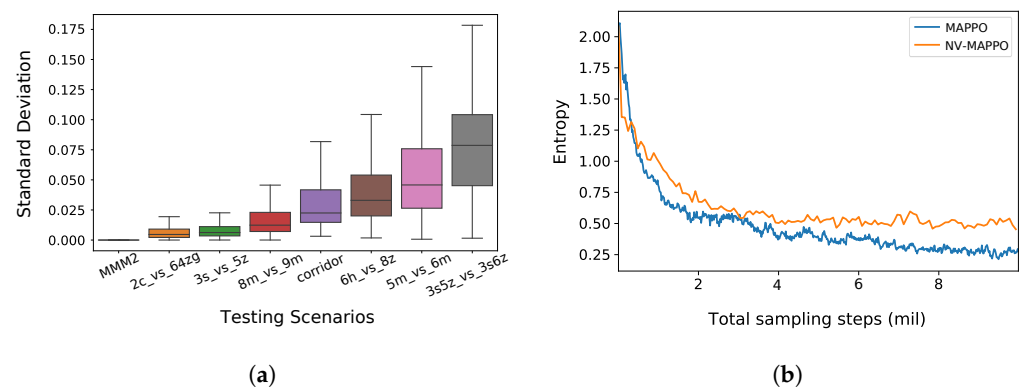 0.175
0.150
0.125
0.100
0.075
0.050
0.025
0.000
Standard Deviation
MMM2
2c_vs_64zg
3s_vs_5z
8m_vs_9m
corridor
6h_vs_8z
5m_vs_6m
3s5z_vs_3s6z
Testing Scenarios
(a)
MAPPO
NV-MAPPO
2.00
1.75
1.50
1.25
1.00
0.75
0.50
0.25
Entropy
2 4 6 8
Total sampling steps (mil)
(b)